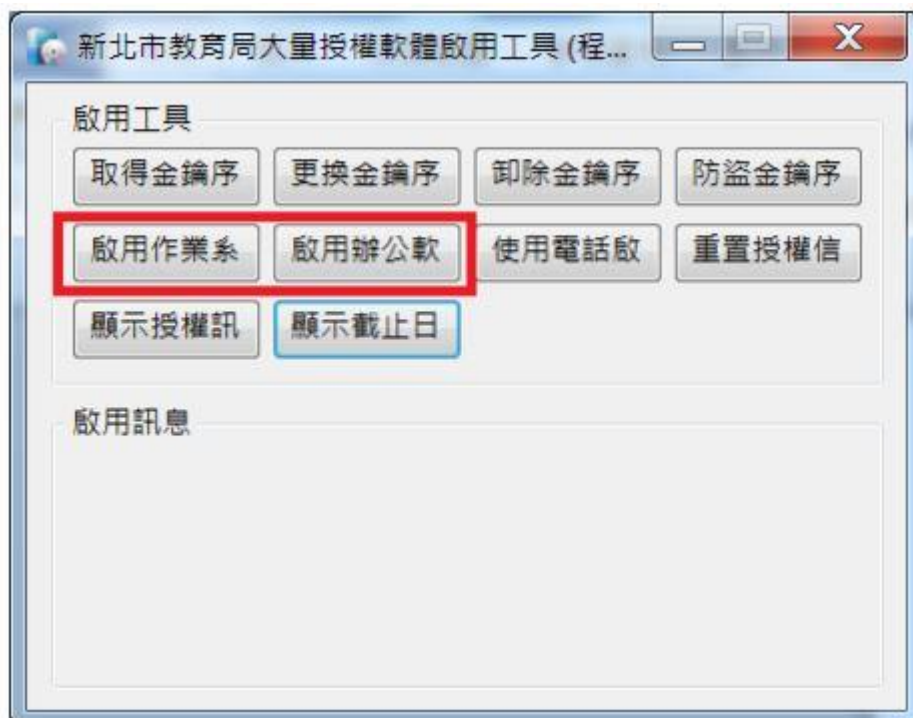 新北市教育局大量授權軟體啟用工具 (程...
啟用工具
取得金鑰序 更換金鑰序 卸除金鑰序 防盜金鑰序
啟用作業系 啟用辦公軟 使用電話啟 重置授權信
顯示授權訊 顯示截止日
啟用訊息